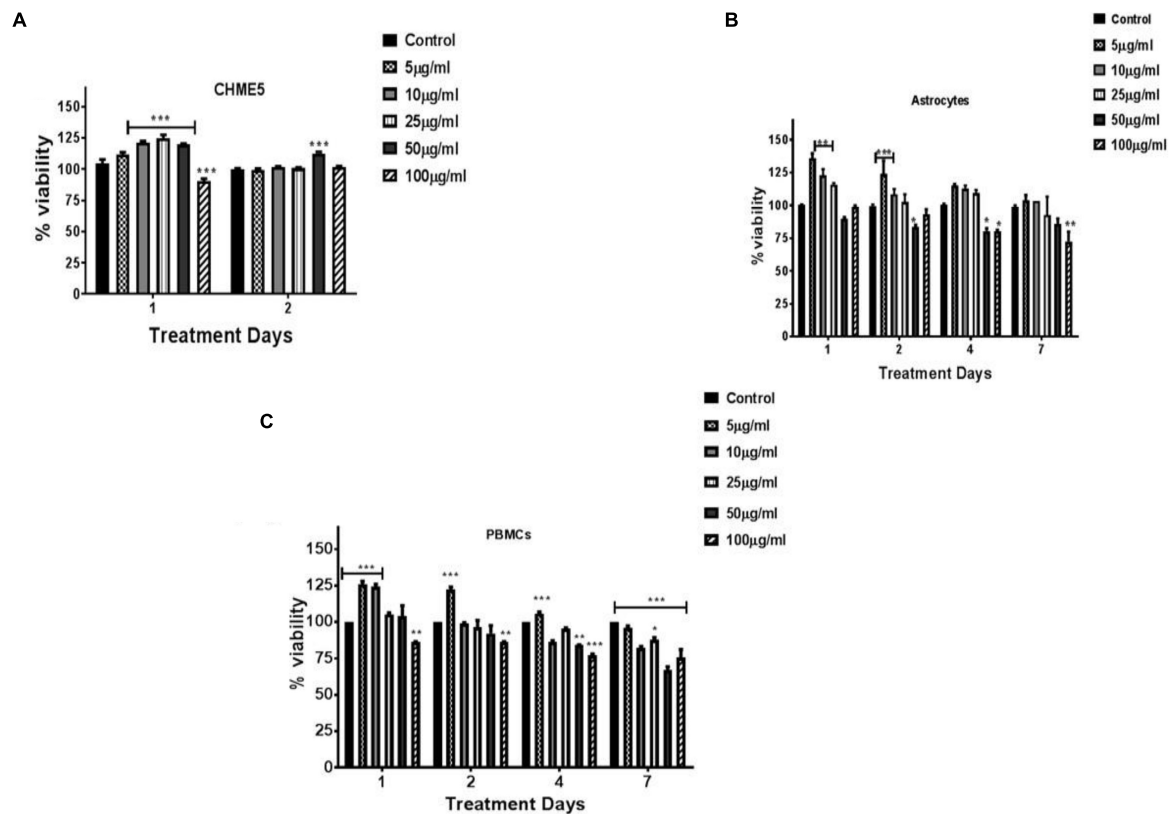 A
Control
5µg/ml
10µg/ml
25µg/ml
50µg/ml
100µg/ml
CHME5
% viability
150
125
100
75
50
25
0
***
***
***
1
2
Treatment Days
B
Control
5µg/ml
10µg/ml
25µg/ml
50µg/ml
100µg/ml
Astrocytes
% viability
150
125
100
75
50
25
0
***
***
*
*
*
**
1
2
4
7
Treatment Days
C
Control
5µg/ml
10µg/ml
25µg/ml
50µg/ml
100µg/ml
PBMCs
% viability
150
125
100
75
50
25
0
***
**
***
**
***
**
***
***
*
1
2
4
7
Treatment Days